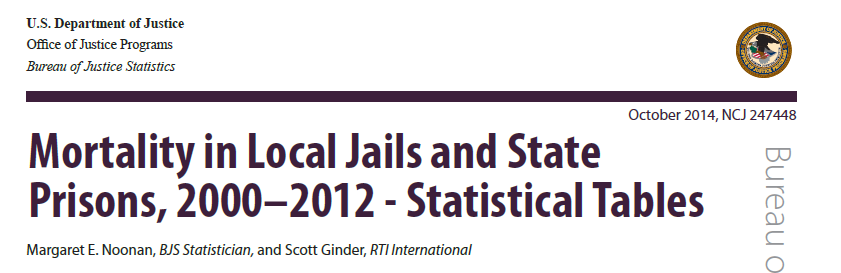 U.S. Department of Justice
Office of Justice Programs
Bureau of Justice Statistics
October 2014, NCJ 247448
Mortality in Local Jails and State
Prisons, 2000–2012 - Statistical Tables
Margaret E. Noonan, BJS Statistician, and Scott Ginder, RTI International
Bureau o